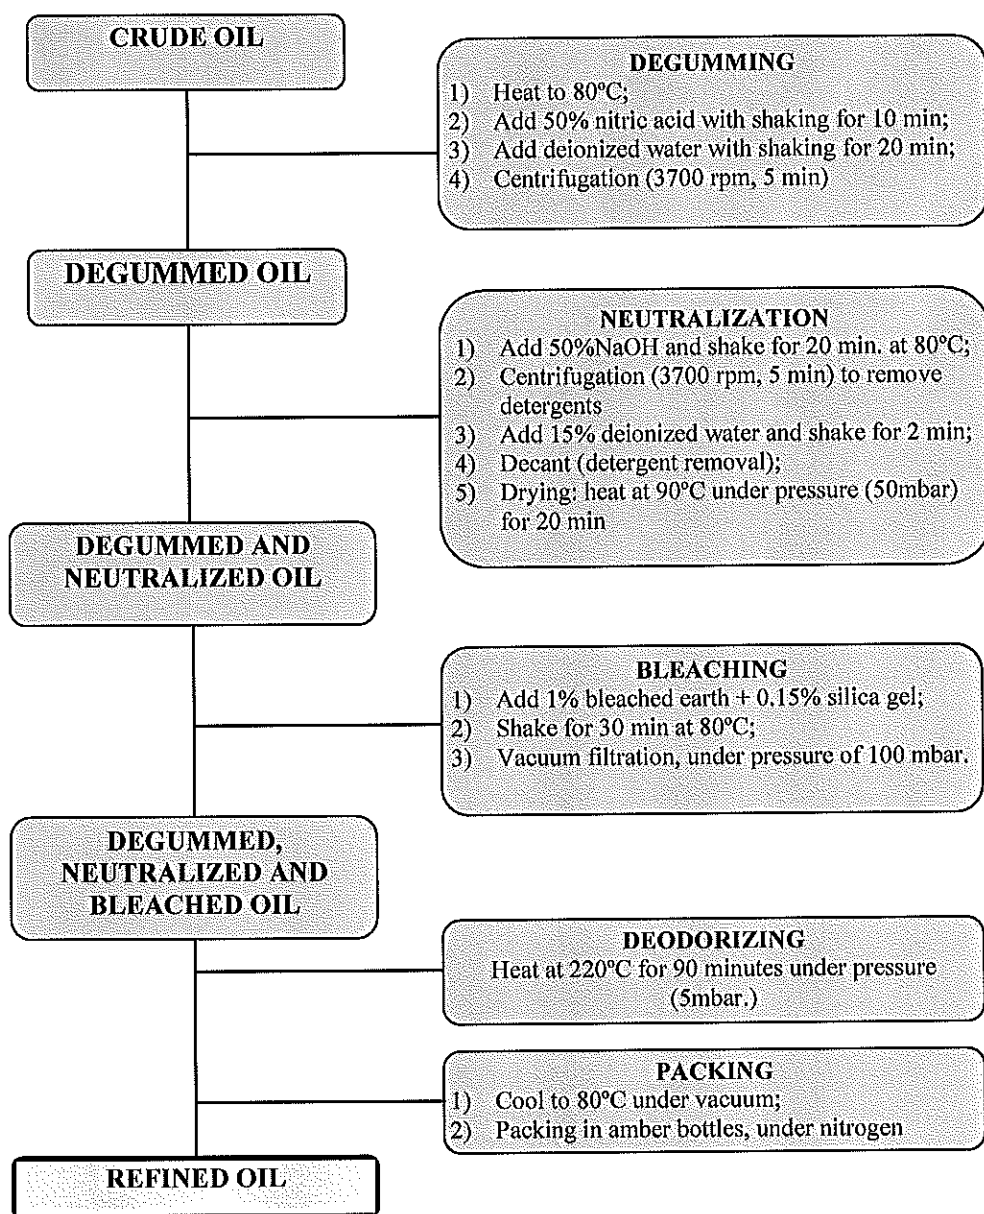 CRUDE OIL
DEGUMMING
1) Heat to 80ºC;
2) Add 50% nitric acid with shaking for 10 min;
3) Add deionized water with shaking for 20 min;
4) Centrifugation (3700 rpm, 5 min)
DEGUMMED OIL
NEUTRALIZATION
1) Add 50%NaOH and shake for 20 min. at 80ºC;
2) Centrifugation (3700 rpm, 5 min) to remove
detergents
3) Add 15% deionized water and shake for 2 min;
4) Decant (detergent removal);
5) Drying: heat at 90ºC under pressure (50mbar)
for 20 min
DEGUMMED AND
NEUTRALIZED OIL
BLEACHING
1) Add 1% bleached earth + 0.15% silica gel;
2) Shake for 30 min at 80ºC;
3) Vacuum filtration, under pressure of 100 mbar.
DEGUMMED,
NEUTRALIZED AND
BLEACHED OIL
DEODORIZING
Heat at 220ºC for 90 minutes under pressure
(5mbar.)
PACKING
1) Cool to 80ºC under vacuum;
2) Packing in amber bottles, under nitrogen
REFINED OIL